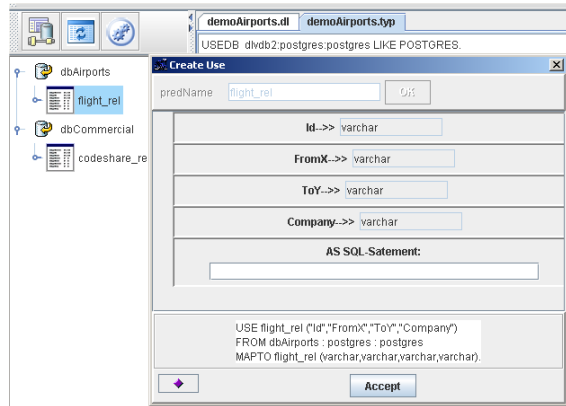 demoAirports.dl demoAirports.typ
USEDB dlvdb2:postgres:postgres LIKE POSTGRES.
dbAirports
flight_rel
dbCommercial
codeshare_re
Create Use
predName flight_rel OK
Id-->> varchar
FromX-->> varchar
ToY-->> varchar
Company-->> varchar
AS SQL-Satement:
USE flight_rel ("Id","FromX","ToY","Company")
FROM dbAirports : postgres : postgres
MAPTO flight_rel (varchar,varchar,varchar,varchar).
Accept